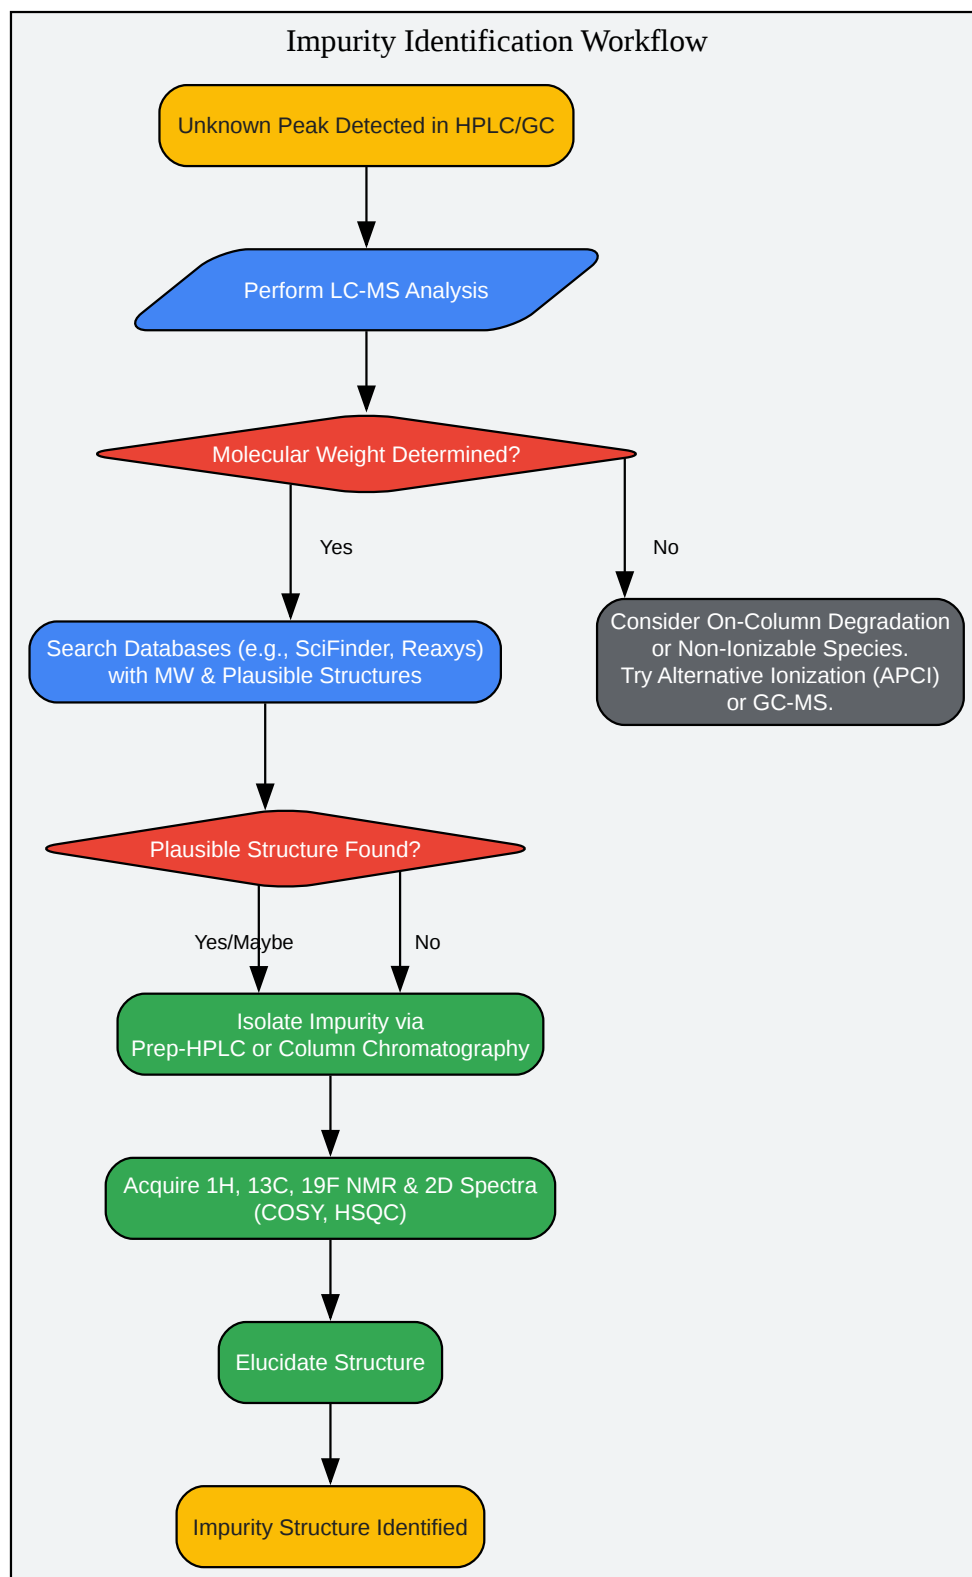 Impurity Identification Workflow
Unknown Peak Detected in HPLC/GC
Perform LC-MS Analysis
Molecular Weight Determined?
Yes
No
Search Databases (e.g., SciFinder, Reaxys)
with MW & Plausible Structures
Consider On-Column Degradation
or Non-Ionizable Species.
Try Alternative Ionization (APCI)
or GC-MS.
Plausible Structure Found?
Yes/Maybe
No
Isolate Impurity via
Prep-HPLC or Column Chromatography
Acquire 1H, 13C, 19F NMR & 2D Spectra
(COSY, HSQC)
Elucidate Structure
Impurity Structure Identified